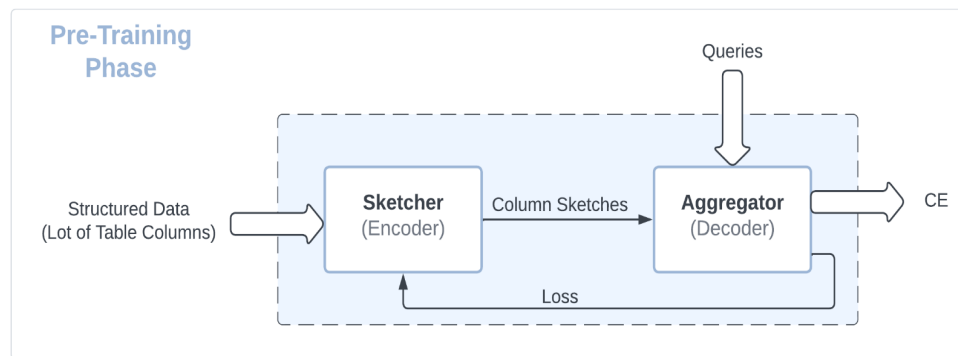 Pre-Training
Phase
Queries
Structured Data
(Lot of Table Columns)
Sketcher
(Encoder)
Column Sketches
Aggregator
(Decoder)
CE
Loss